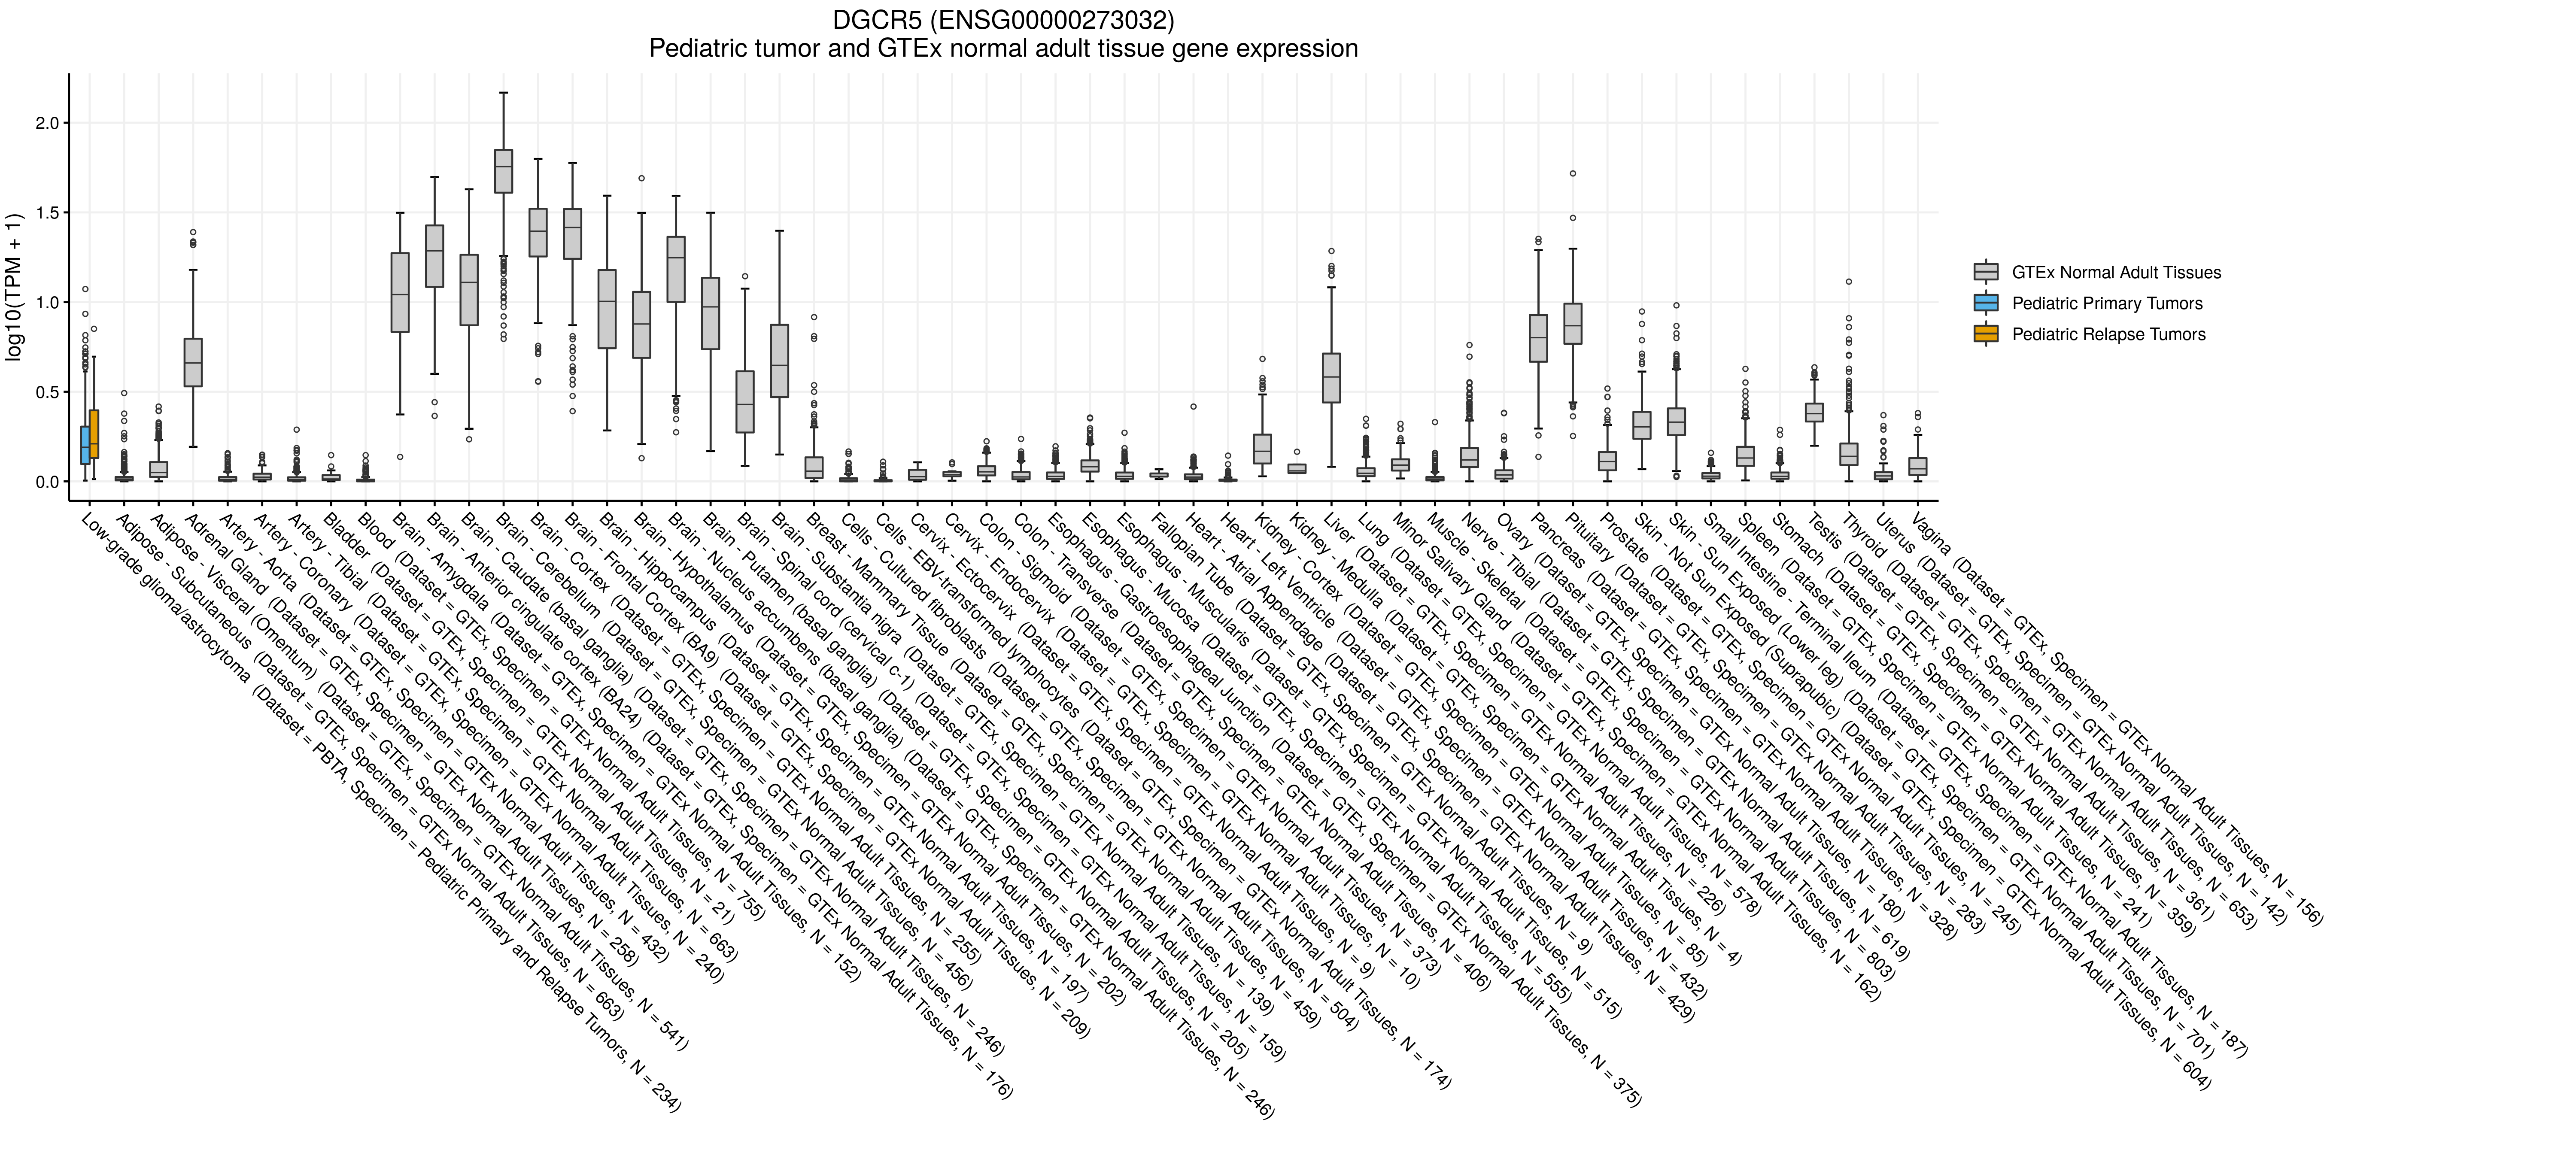 DGCR5 (ENSG00000273032)
Pediatric tumor and GTEx normal adult tissue gene expression
log10(TPM + 1)
2.0
1.5
1.0
0.5
0.0
GTEx Normal Adult Tissues
Pediatric Primary Tumors
Pediatric Relapse Tumors
Low-grade glioma/astrocytoma (Dataset = PBTA, Specimen = Pediatric Primary and Relapse Tumors, N = 234)
Adipose - Subcutaneous (Dataset = GTEx, Specimen = GTEx Normal Adult Tissues, N = 663)
Adipose - Visceral (Omentum) (Dataset = GTEx, Specimen = GTEx Normal Adult Tissues, N = 541)
Adrenal Gland (Dataset = GTEx, Specimen = GTEx Normal Adult Tissues, N = 258)
Artery - Aorta (Dataset = GTEx, Specimen = GTEx Normal Adult Tissues, N = 432)
Artery - Coronary (Dataset = GTEx, Specimen = GTEx Normal Adult Tissues, N = 240)
Artery - Tibial (Dataset = GTEx, Specimen = GTEx Normal Adult Tissues, N = 663)
Bladder (Dataset = GTEx, Specimen = GTEx Normal Adult Tissues, N = 21)
Blood (Dataset = GTEx, Specimen = GTEx Normal Adult Tissues, N = 755)
Brain - Amygdala (Dataset = GTEx, Specimen = GTEx Normal Adult Tissues, N = 152)
Brain - Anterior cingulate cortex (BA24) (Dataset = GTEx, Specimen = GTEx Normal Adult Tissues, N = 176)
Brain - Caudate (basal ganglia) (Dataset = GTEx, Specimen = GTEx Normal Adult Tissues, N = 246)
Brain - Cerebellum (Dataset = GTEx, Specimen = GTEx Normal Adult Tissues, N = 456)
Brain - Cortex (Dataset = GTEx, Specimen = GTEx Normal Adult Tissues, N = 255)
Brain - Frontal Cortex (BA9) (Dataset = GTEx, Specimen = GTEx Normal Adult Tissues, N = 209)
Brain - Hippocampus (Dataset = GTEx, Specimen = GTEx Normal Adult Tissues, N = 197)
Brain - Hypothalamus (Dataset = GTEx, Specimen = GTEx Normal Adult Tissues, N = 202)
Brain - Nucleus accumbens (basal ganglia) (Dataset = GTEx, Specimen = GTEx Normal Adult Tissues, N = 246)
Brain - Putamen (basal ganglia) (Dataset = GTEx, Specimen = GTEx Normal Adult Tissues, N = 205)
Brain - Spinal cord (cervical c-1) (Dataset = GTEx, Specimen = GTEx Normal Adult Tissues, N = 159)
Brain - Substantia nigra (Dataset = GTEx, Specimen = GTEx Normal Adult Tissues, N = 139)
Breast - Mammary Tissue (Dataset = GTEx, Specimen = GTEx Normal Adult Tissues, N = 459)
Cells - Cultured fibroblasts (Dataset = GTEx, Specimen = GTEx Normal Adult Tissues, N = 504)
Cells - EBV-transformed lymphocytes (Dataset = GTEx, Specimen = GTEx Normal Adult Tissues, N = 174)
Cervix - Ectocervix (Dataset = GTEx, Specimen = GTEx Normal Adult Tissues, N = 9)
Cervix - Endocervix (Dataset = GTEx, Specimen = GTEx Normal Adult Tissues, N = 10)
Colon - Sigmoid (Dataset = GTEx, Specimen = GTEx Normal Adult Tissues, N = 373)
Colon - Transverse (Dataset = GTEx, Specimen = GTEx Normal Adult Tissues, N = 406)
Esophagus - Gastroesophageal Junction (Dataset = GTEx, Specimen = GTEx Normal Adult Tissues, N = 375)
Esophagus - Mucosa (Dataset = GTEx, Specimen = GTEx Normal Adult Tissues, N = 555)
Esophagus - Muscularis (Dataset = GTEx, Specimen = GTEx Normal Adult Tissues, N = 515)
Fallopian Tube (Dataset = GTEx, Specimen = GTEx Normal Adult Tissues, N = 9)
Heart - Atrial Appendage (Dataset = GTEx, Specimen = GTEx Normal Adult Tissues, N = 429)
Heart - Left Ventricle (Dataset = GTEx, Specimen = GTEx Normal Adult Tissues, N = 432)
Kidney - Cortex (Dataset = GTEx, Specimen = GTEx Normal Adult Tissues, N = 85)
Kidney - Medulla (Dataset = GTEx, Specimen = GTEx Normal Adult Tissues, N = 4)
Liver (Dataset = GTEx, Specimen = GTEx Normal Adult Tissues, N = 226)
Lung (Dataset = GTEx, Specimen = GTEx Normal Adult Tissues, N = 578)
Minor Salivary Gland (Dataset = GTEx, Specimen = GTEx Normal Adult Tissues, N = 162)
Muscle - Skeletal (Dataset = GTEx, Specimen = GTEx Normal Adult Tissues, N = 803)
Nerve - Tibial (Dataset = GTEx, Specimen = GTEx Normal Adult Tissues, N = 619)
Ovary (Dataset = GTEx, Specimen = GTEx Normal Adult Tissues, N = 180)
Pancreas (Dataset = GTEx, Specimen = GTEx Normal Adult Tissues, N = 328)
Pituitary (Dataset = GTEx, Specimen = GTEx Normal Adult Tissues, N = 283)
Prostate (Dataset = GTEx, Specimen = GTEx Normal Adult Tissues, N = 245)
Skin - Not Sun Exposed (Suprapubic) (Dataset = GTEx, Specimen = GTEx Normal Adult Tissues, N = 604)
Skin - Sun Exposed (Lower leg) (Dataset = GTEx, Specimen = GTEx Normal Adult Tissues, N = 701)
Small Intestine - Terminal Ileum (Dataset = GTEx, Specimen = GTEx Normal Adult Tissues, N = 187)
Spleen (Dataset = GTEx, Specimen = GTEx Normal Adult Tissues, N = 241)
Stomach (Dataset = GTEx, Specimen = GTEx Normal Adult Tissues, N = 359)
Testis (Dataset = GTEx, Specimen = GTEx Normal Adult Tissues, N = 361)
Thyroid (Dataset = GTEx, Specimen = GTEx Normal Adult Tissues, N = 653)
Uterus (Dataset = GTEx, Specimen = GTEx Normal Adult Tissues, N = 142)
Vagina (Dataset = GTEx, Specimen = GTEx Normal Adult Tissues, N = 156)